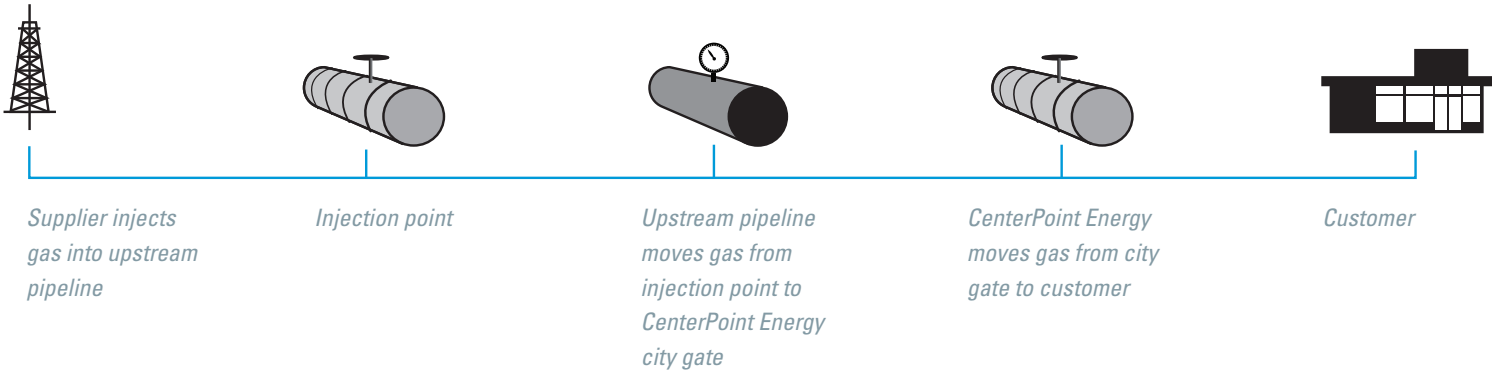 Supplier injects
gas into upstream
pipeline
Injection point
Upstream pipeline
moves gas from
injection point to
CenterPoint Energy
city gate
CenterPoint Energy
moves gas from city
gate to customer
Customer